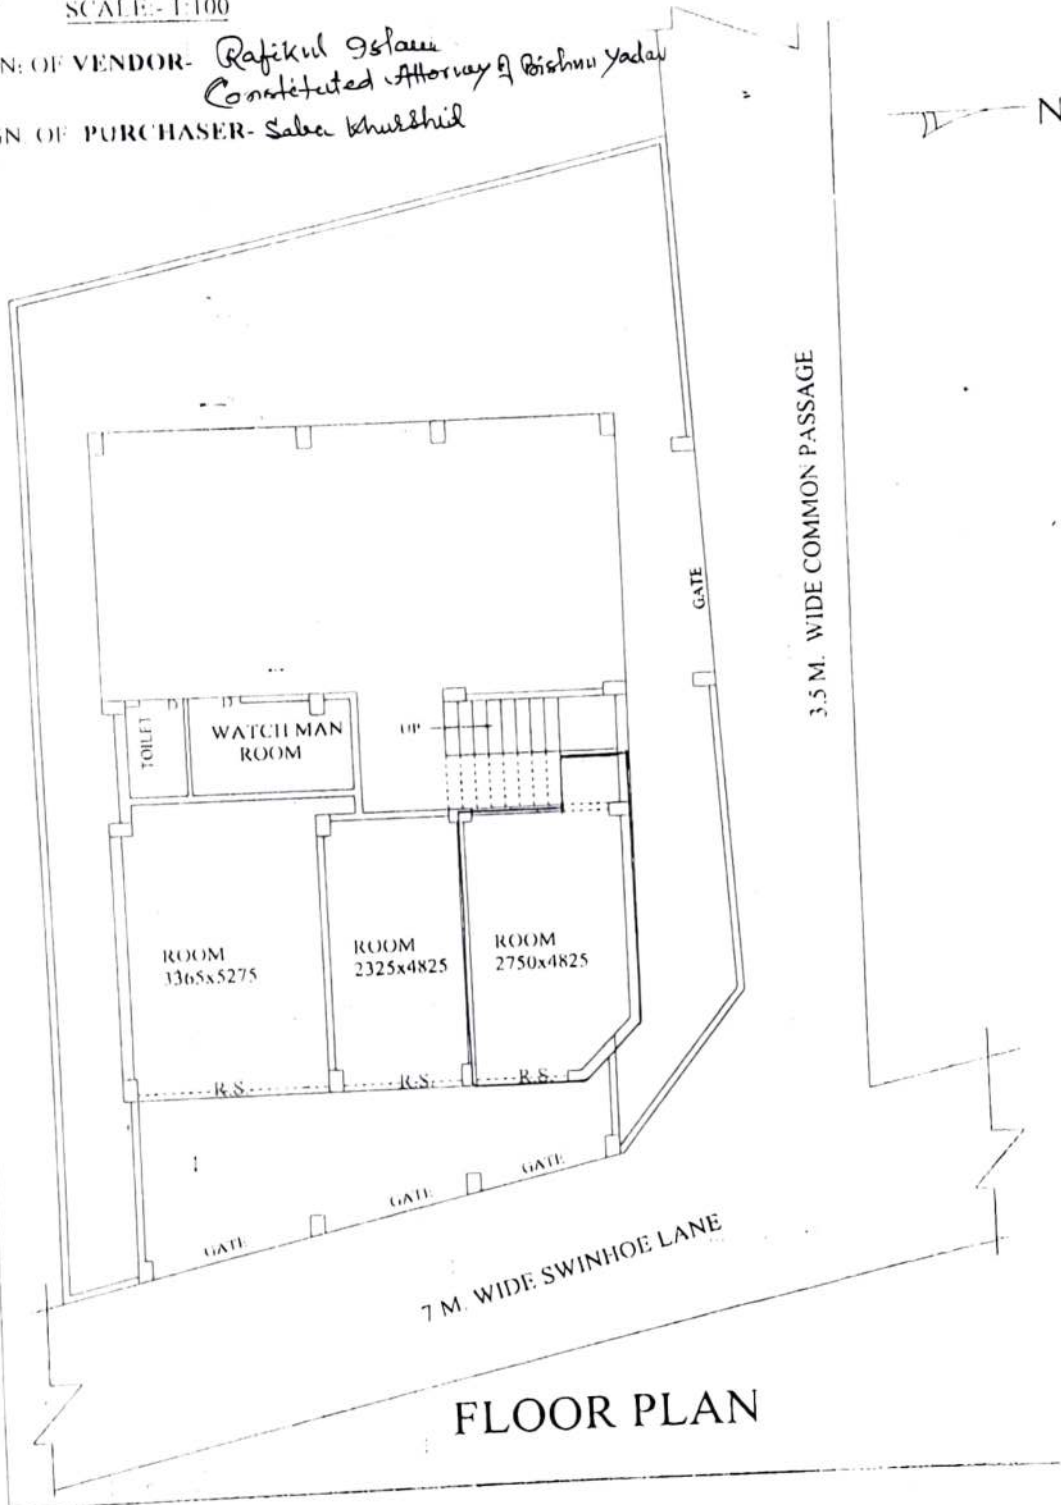 SCALE:- 1:100
N: OF VENDOR- Rafikul Islam
Constituted Attorney of Bishnu Yadav
GN OF PURCHASER- Saba Khurshid
N
3.5 M. WIDE COMMON PASSAGE
GATE
TOILET
D
D
WATCH MAN
ROOM
UP
ROOM
3365x5275
ROOM
2325x4825
ROOM
2750x4825
R.S.
R.S.
R.S.
GATE
GATE
GATE
7 M. WIDE SWINHOE LANE
FLOOR PLAN